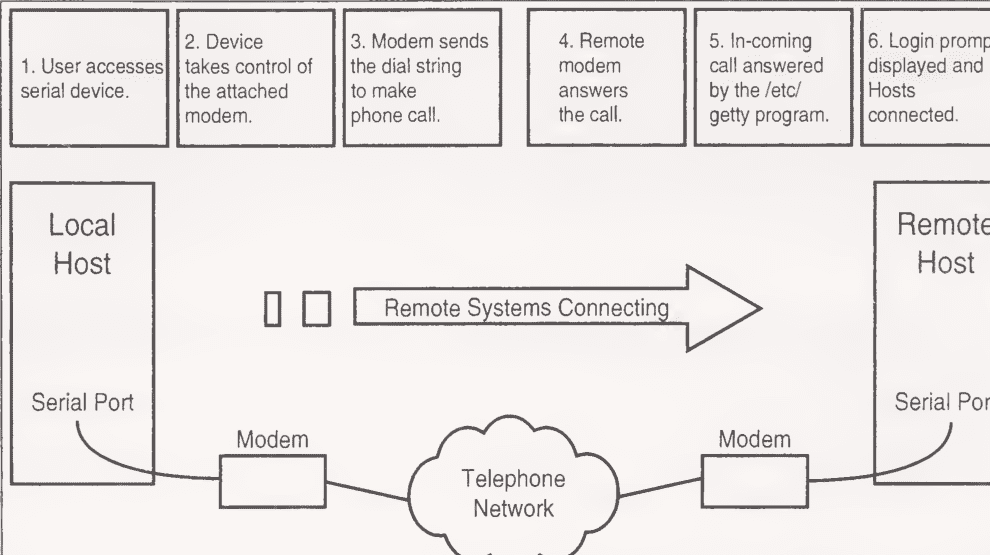 1. User accesses
serial device.
2. Device
takes control of
the attached
modem.
3. Modem sends
the dial string
to make
phone call.
4. Remote
modem
answers
the call.
5. In-coming
call answered
by the /etc/
getty program.
6. Login promp
displayed and
Hosts
connected.
Local
Host
Remote
Host
Remote Systems Connecting
Serial Port
Serial Por
Modem
Modem
Telephone
Network